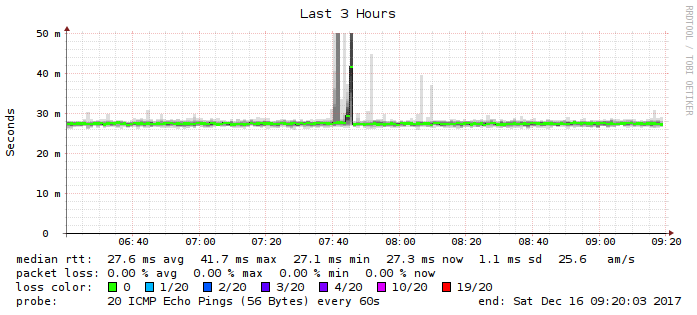 Last 3 Hours
RRDTOOL / TOBI OETIKER
Seconds
50 m
40 m
30 m
20 m
10 m
0
06:40 07:00 07:20 07:40 08:00 08:20 08:40 09:00 09:20
median rtt: 27.6 ms avg 41.7 ms max 27.1 ms min 27.3 ms now 1.1 ms sd 25.6 am/s
packet loss: 0.00 % avg 0.00 % max 0.00 % min 0.00 % now
loss color: 0 1/20 2/20 3/20 4/20 10/20 19/20
probe: 20 ICMP Echo Pings (56 Bytes) every 60s end: Sat Dec 16 09:20:03 2017